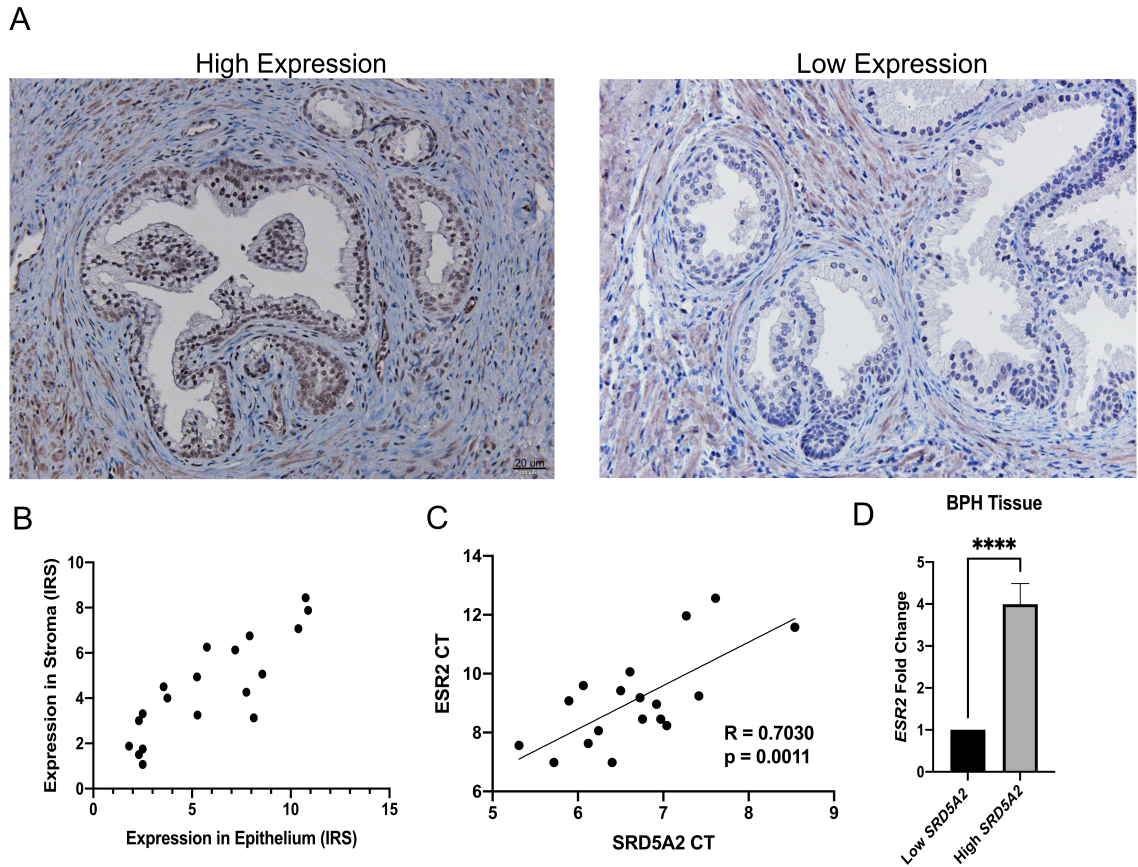 A
High Expression
Low Expression
20 um
B
Expression in Stroma (IRS)
10
8
6
4
2
0
0
5
10
15
Expression in Epithelium (IRS)
C
ESR2 CT
14
12
10
8
6
R = 0.7030
p = 0.0011
5
6
7
8
9
SRD5A2 CT
D
BPH Tissue
****
ESR2 Fold Change
5
4
3
2
1
0
Low SRD5A2
High SRD5A2